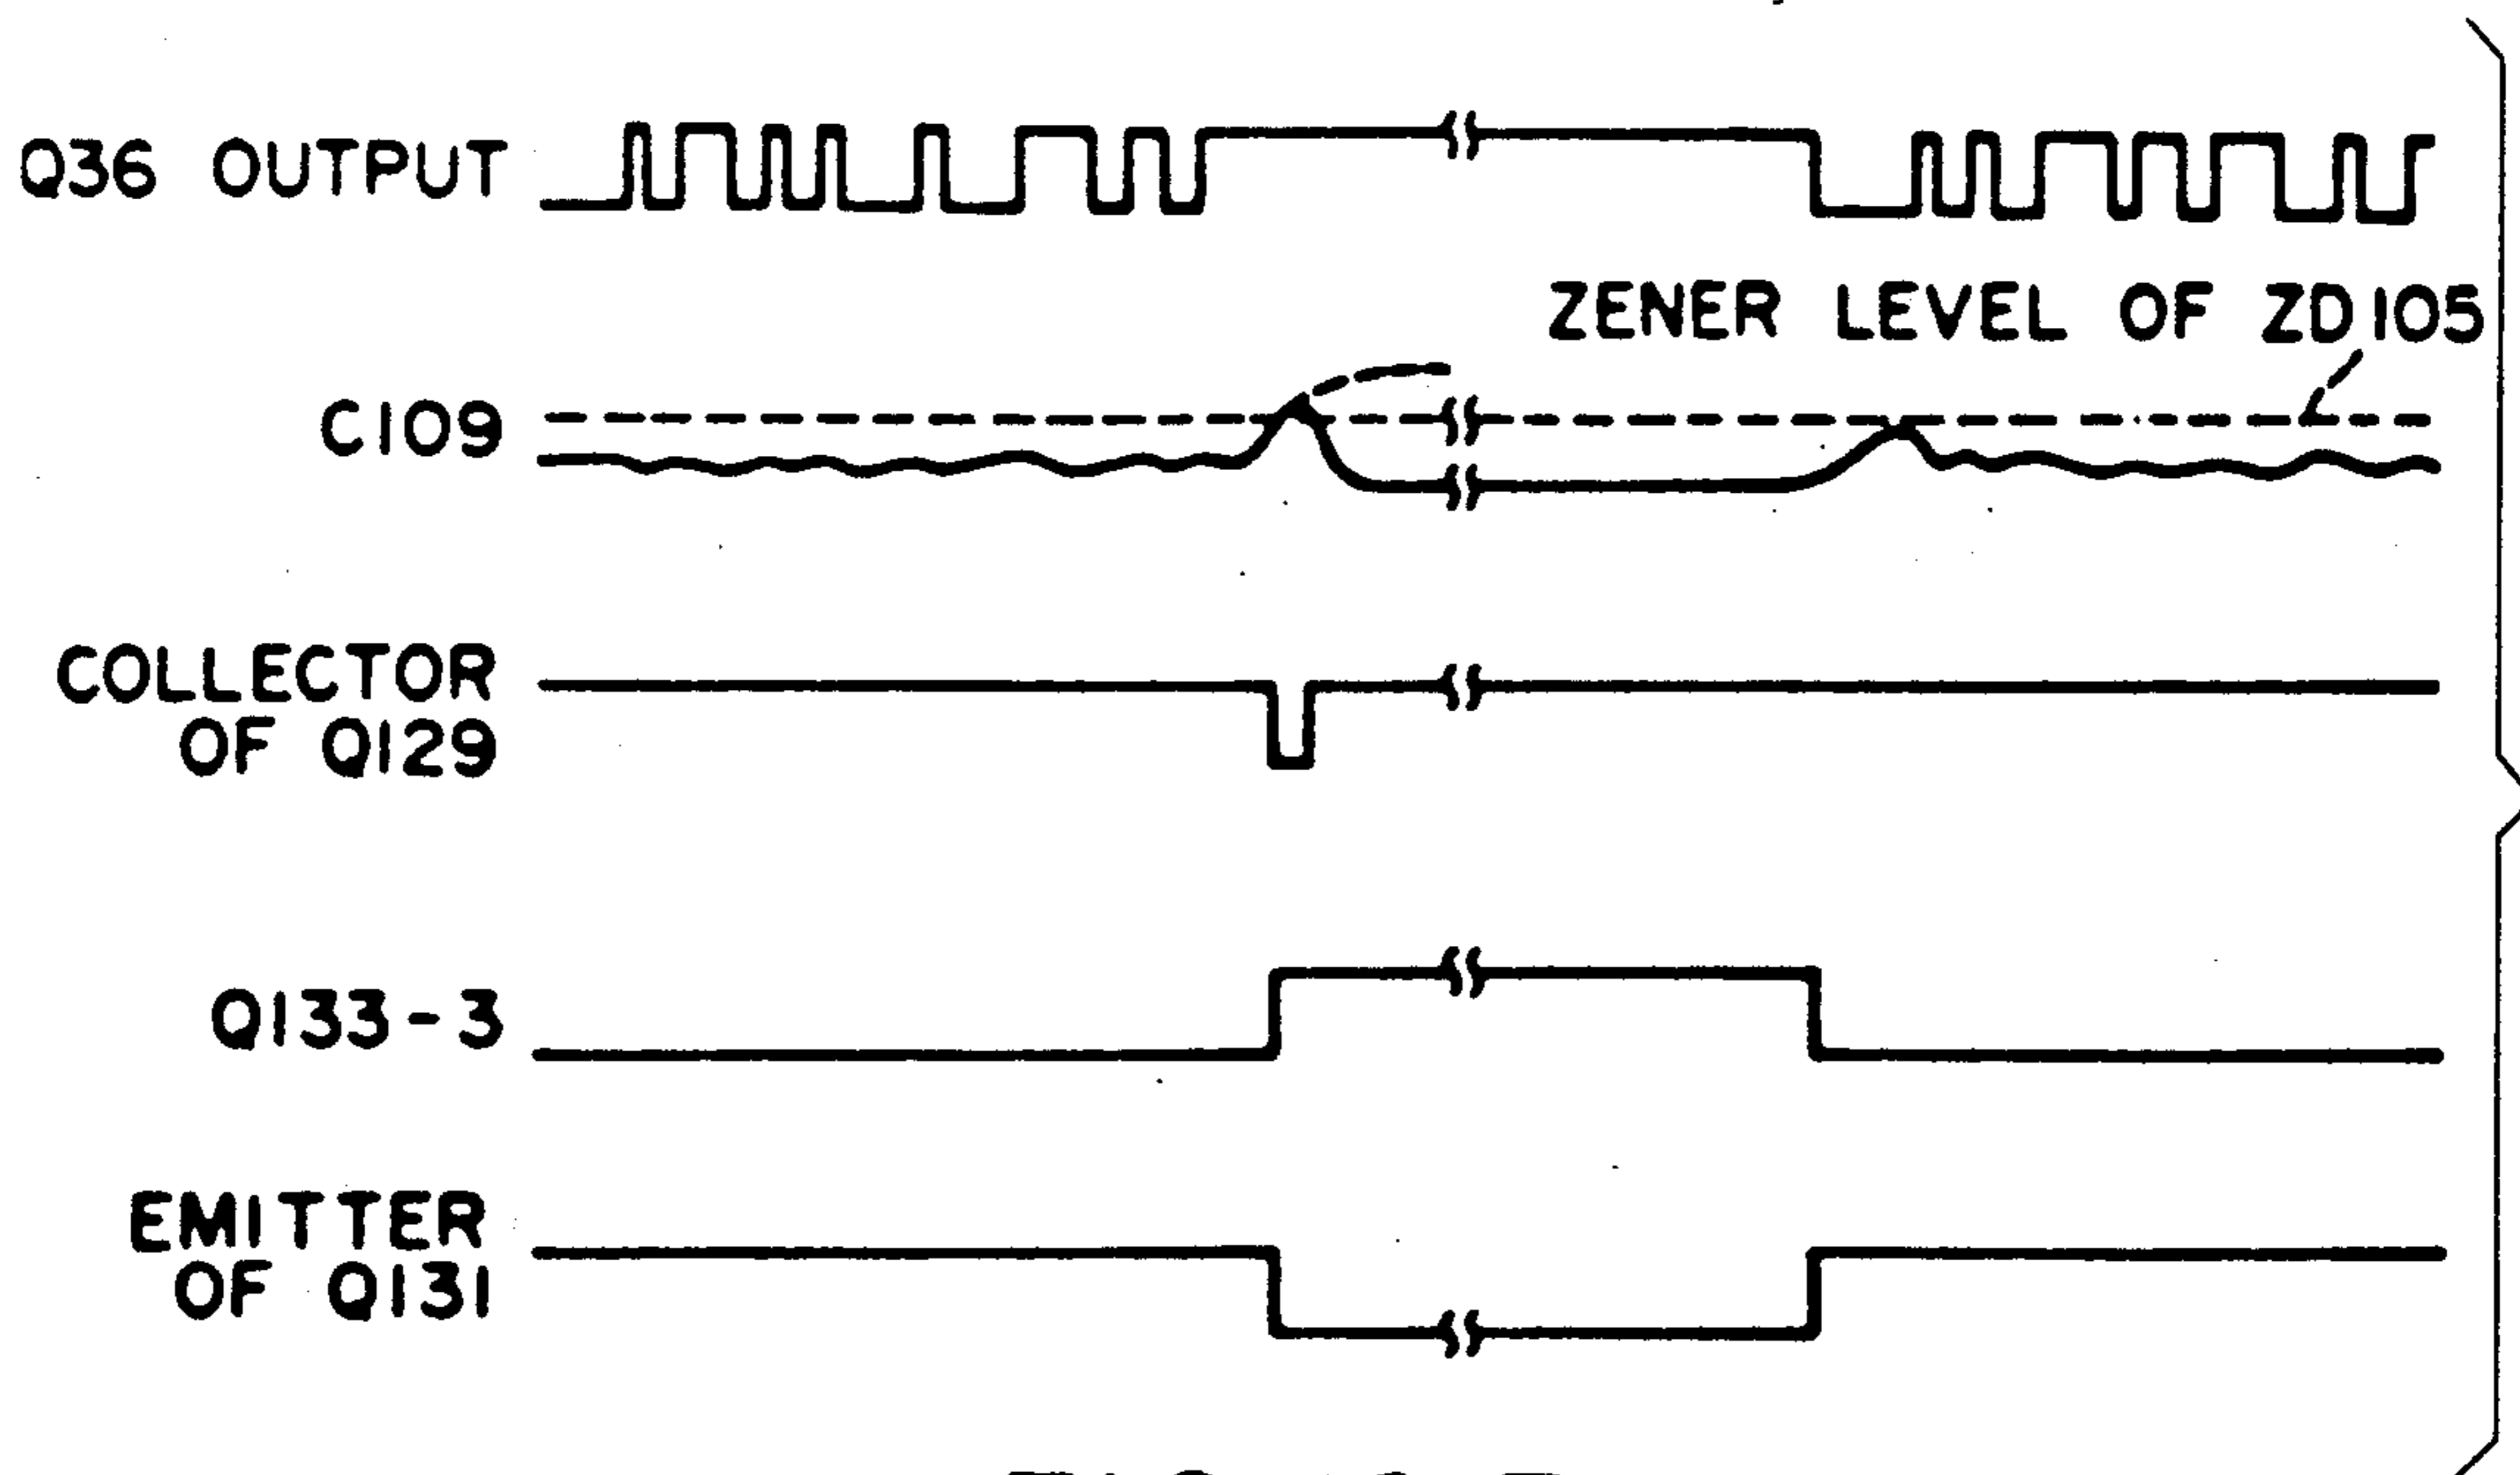 Q36 OUTPUT
ZENER LEVEL OF ZD105
C109
COLLECTOR
OF Q129
Q133-3
EMITTER
OF Q131